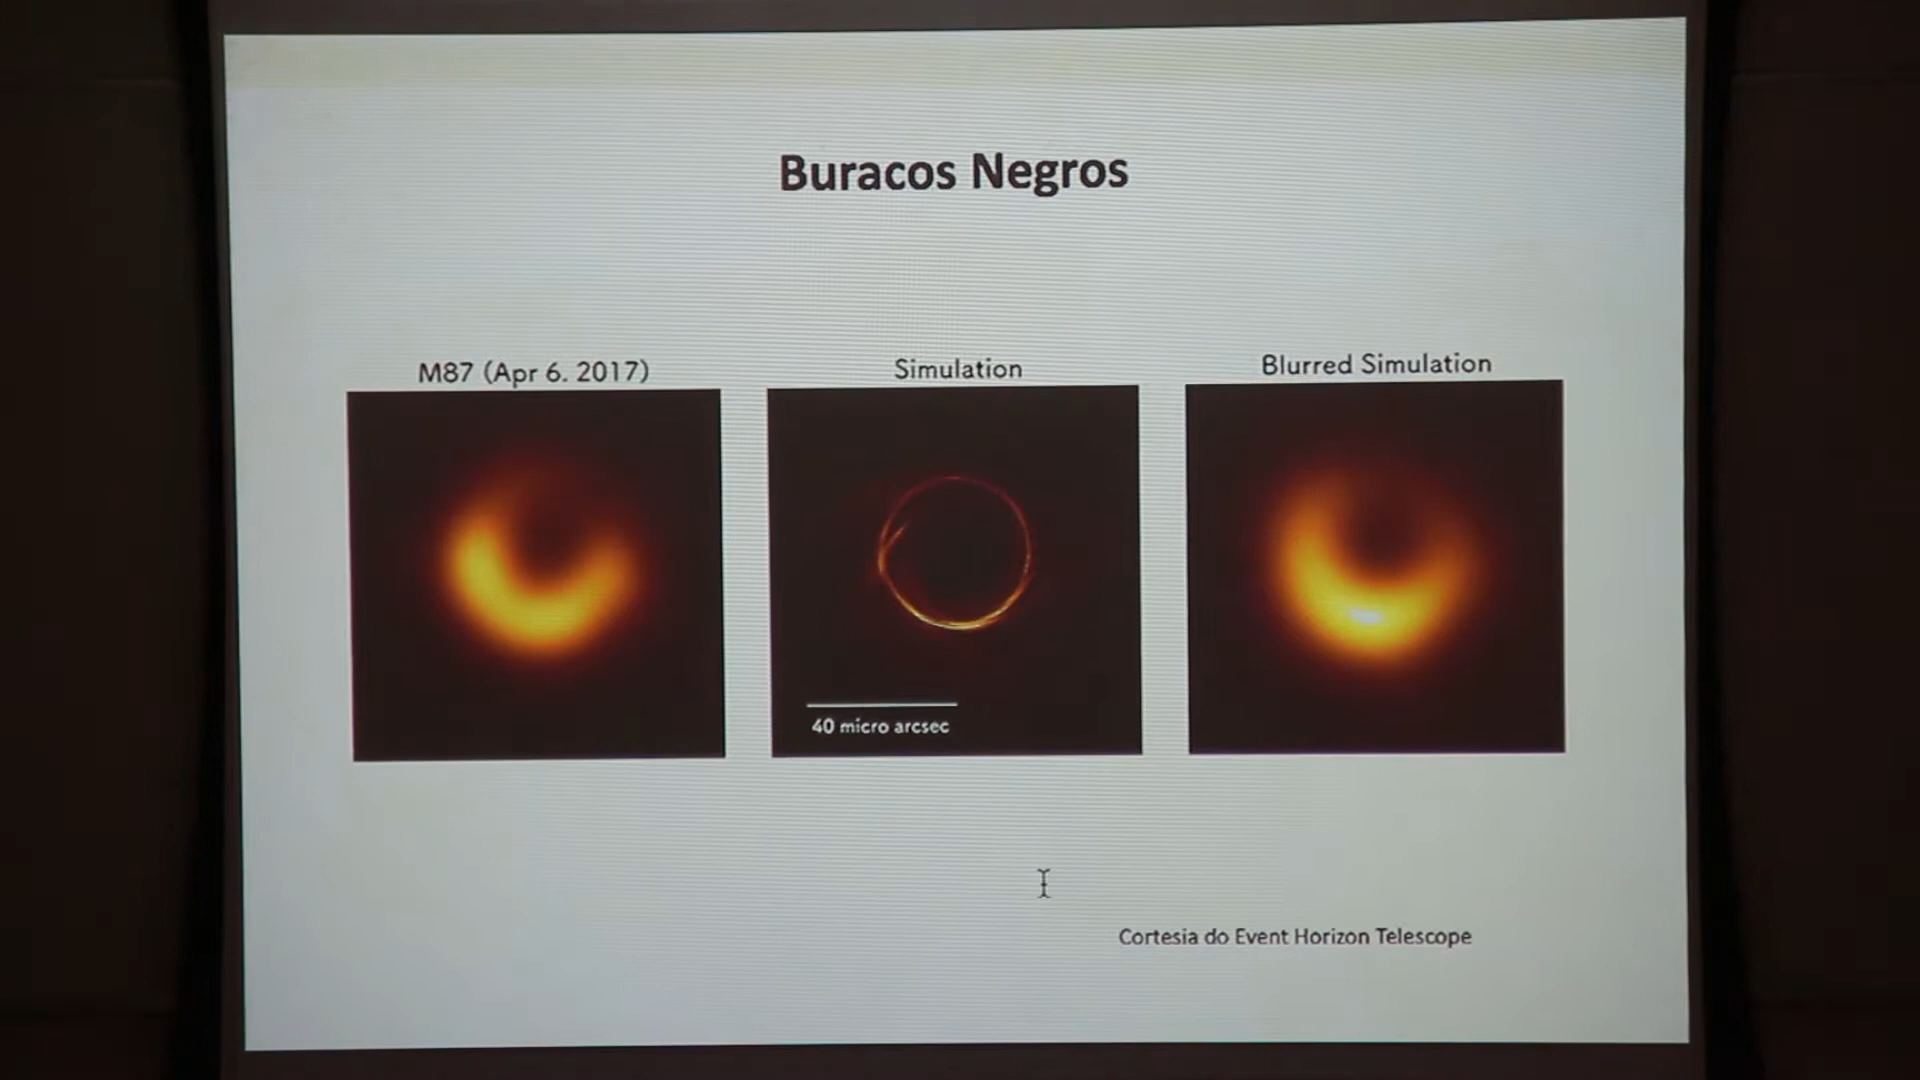 Buracos Negros
M87 (Apr 6. 2017)
Simulation
Blurred Simulation
40 micro arcsec
Cortesia do Event Horizon Telescope